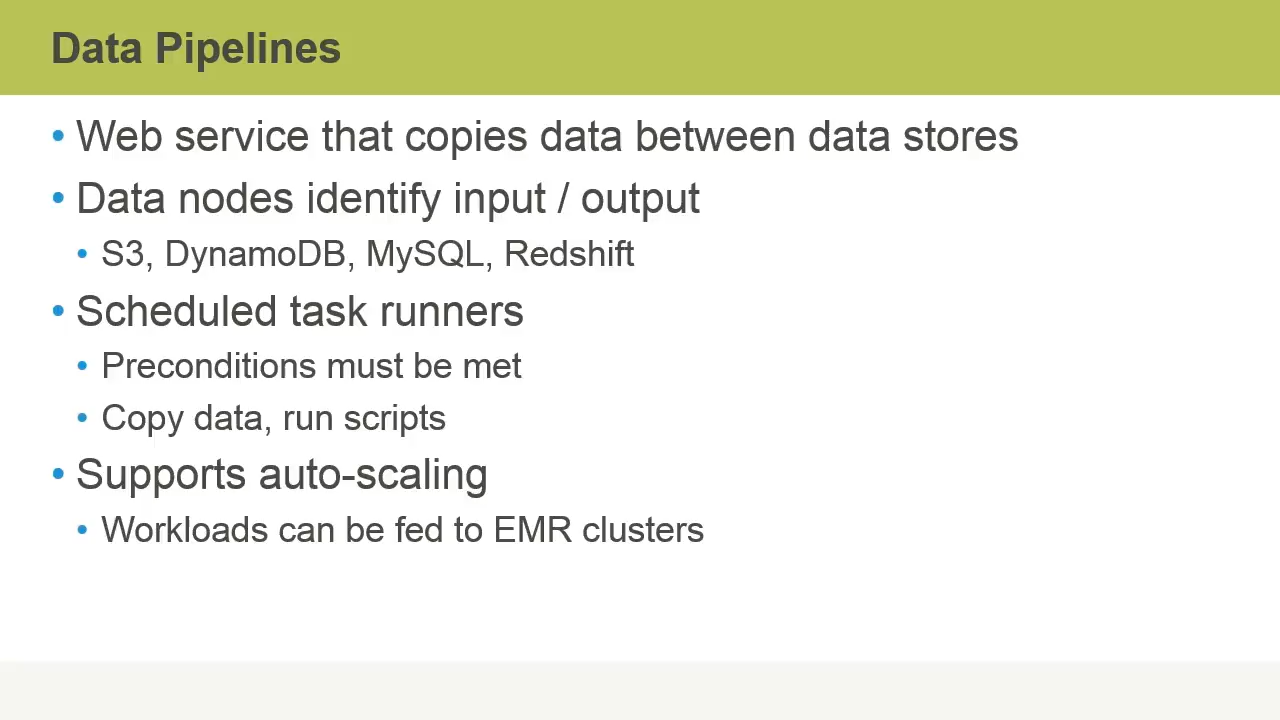 Data Pipelines
• Web service that copies data between data stores
• Data nodes identify input / output
• S3, DynamoDB, MySQL, Redshift
• Scheduled task runners
• Preconditions must be met
• Copy data, run scripts
• Supports auto-scaling
• Workloads can be fed to EMR clusters